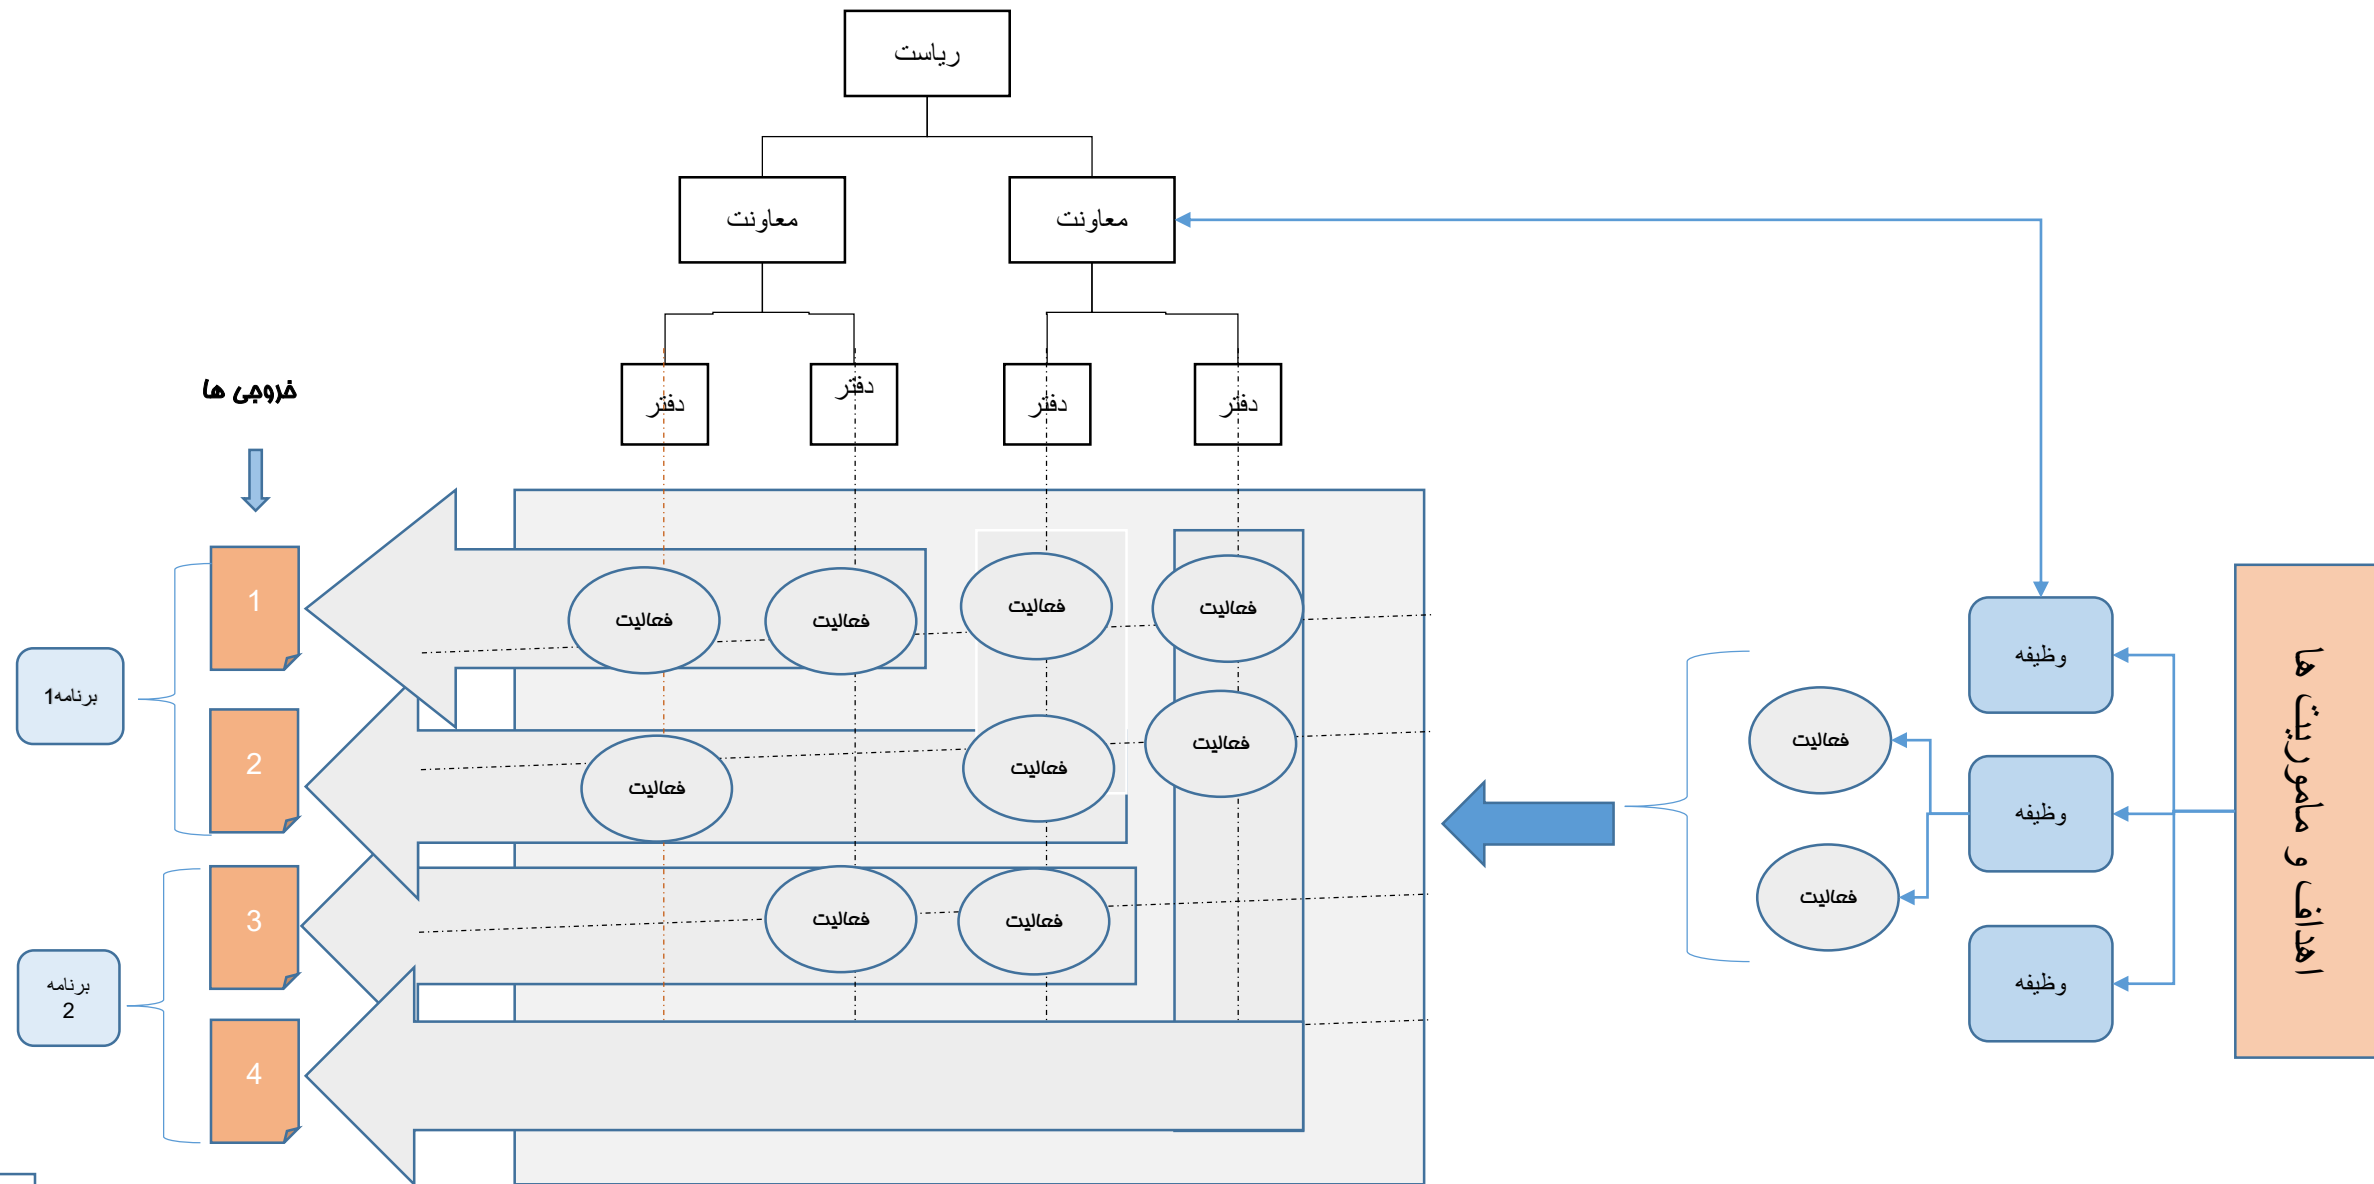 ریاست
معاونت
معاونت
دفتر
دفتر
دفتر
دفتر
خروجی ها
اهداف و ماموریت ها
وظیفه
وظیفه
وظیفه
فعالیت
فعالیت
فعالیت
فعالیت
فعالیت
فعالیت
1
فعالیت
فعالیت
فعالیت
2
برنامه1
فعالیت
فعالیت
3
4
برنامه
2